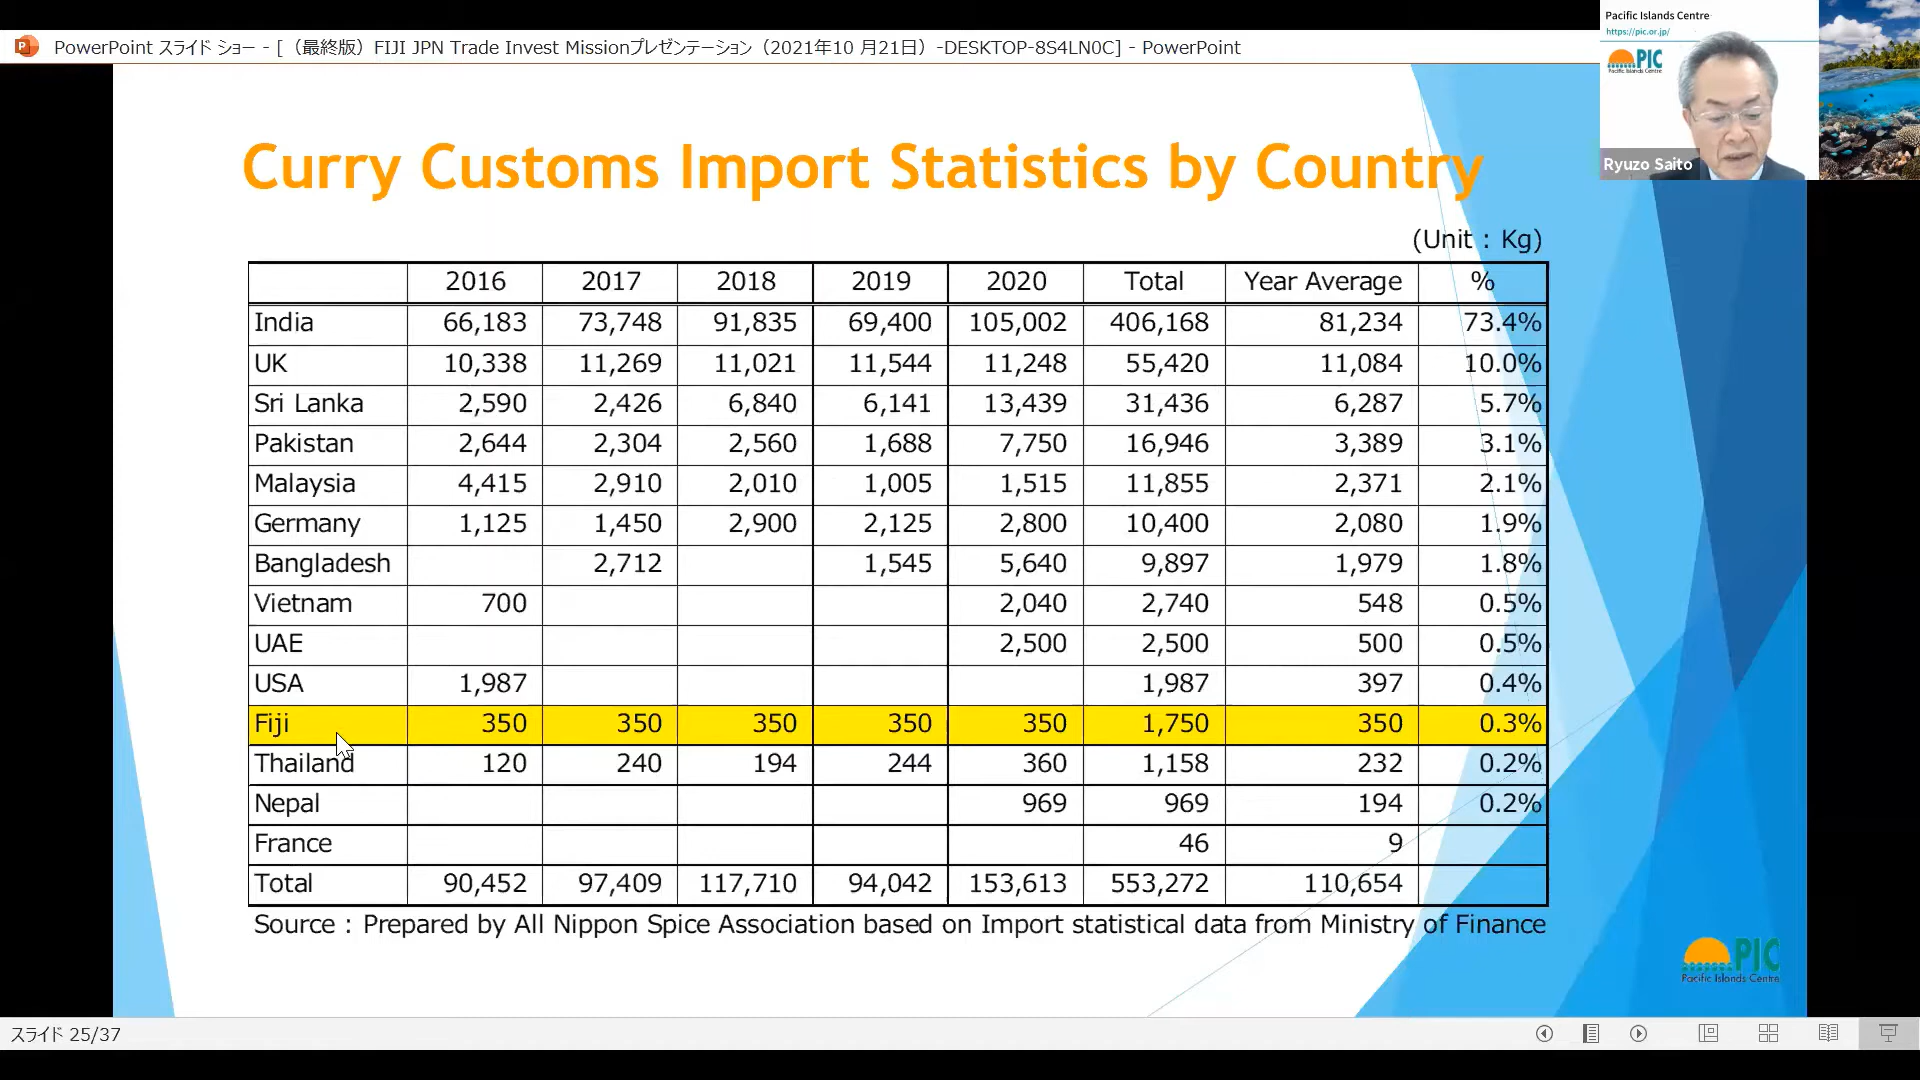 PowerPoint スライド ショー - [（最終版）FIJI JPN Trade Invest Missionプレゼンテーション（2021年10 月21日）-DESKTOP-8S4LN0C] - PowerPoint
Pacific Islands Centre
https://pic.or.jp/
PIC
Pacific Islands Centre
Ryuzo Saito
Curry Customs Import Statistics by Country
(Unit : Kg)
2016 2017 2018 2019 2020 Total Year Average %
India 66,183 73,748 91,835 69,400 105,002 406,168 81,234 73.4%
UK 10,338 11,269 11,021 11,544 11,248 55,420 11,084 10.0%
Sri Lanka 2,590 2,426 6,840 6,141 13,439 31,436 6,287 5.7%
Pakistan 2,644 2,304 2,560 1,688 7,750 16,946 3,389 3.1%
Malaysia 4,415 2,910 2,010 1,005 1,515 11,855 2,371 2.1%
Germany 1,125 1,450 2,900 2,125 2,800 10,400 2,080 1.9%
Bangladesh 2,712 1,545 5,640 9,897 1,979 1.8%
Vietnam 700 2,040 2,740 548 0.5%
UAE 2,500 2,500 500 0.5%
USA 1,987 1,987 397 0.4%
Fiji 350 350 350 350 350 1,750 350 0.3%
Thailand 120 240 194 244 360 1,158 232 0.2%
Nepal 969 969 194 0.2%
France 46 9
Total 90,452 97,409 117,710 94,042 153,613 553,272 110,654
Source : Prepared by All Nippon Spice Association based on Import statistical data from Ministry of Finance
PIC
Pacific Islands Centre
スライド 25/37